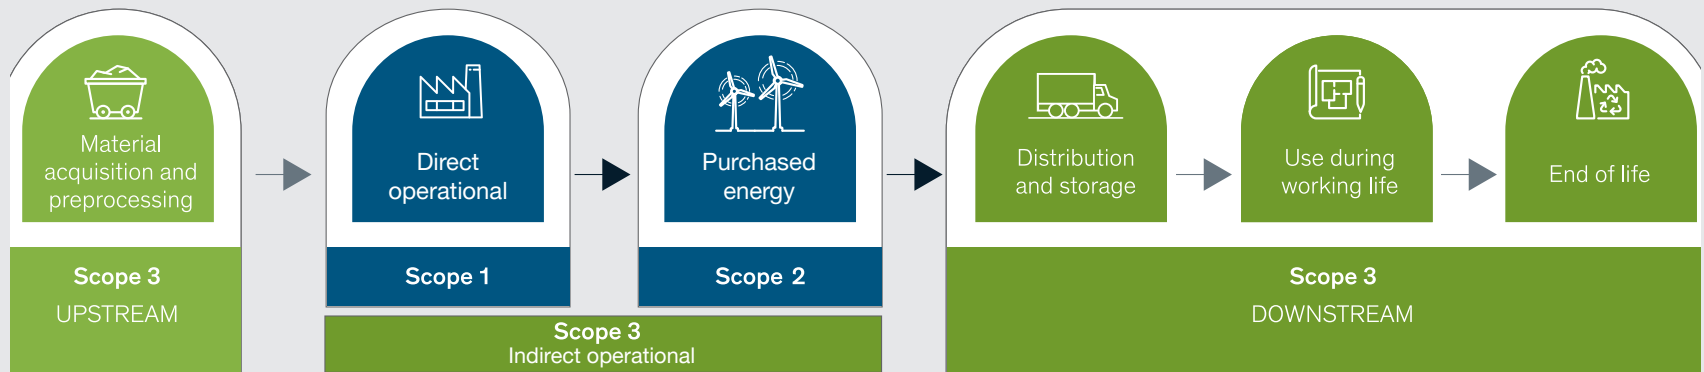 Material
acquisition and
preprocessing
Scope 3
UPSTREAM
Direct
operational
Scope 1
Purchased
energy
Scope 2
Scope 3
Indirect operational
Distribution
and storage
Use during
working life
End of life
Scope 3
DOWNSTREAM